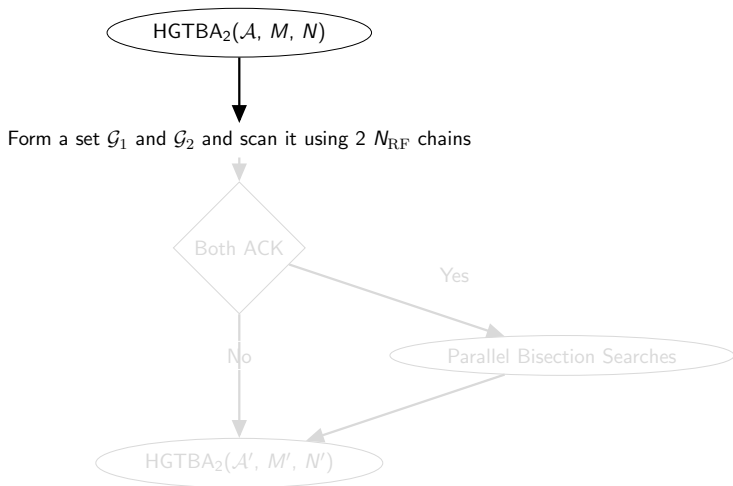 HGTBA₂(𝒜, M, N)
Form a set 𝒢₁ and 𝒢₂ and scan it using 2 N_RF chains
Both ACK
Yes
No
Parallel Bisection Searches
HGTBA₂(𝒜′, M′, N′)